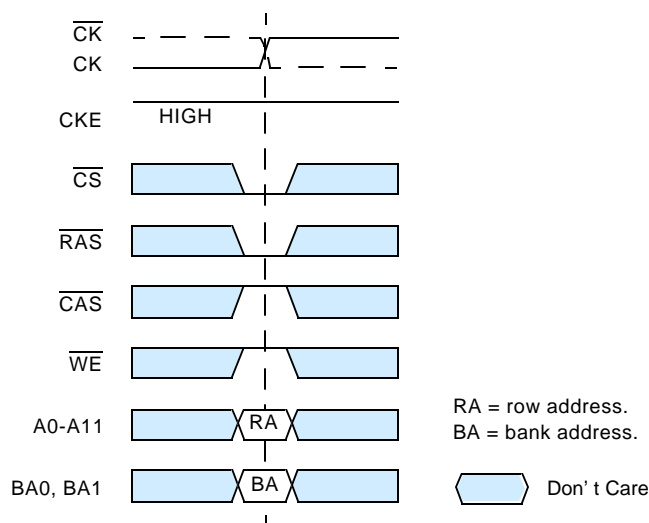 CK
CK
CKE
HIGH
CS
RAS
CAS
WE
A0-A11
RA
BA0, BA1
BA
RA = row address.
BA = bank address.
Don' t Care